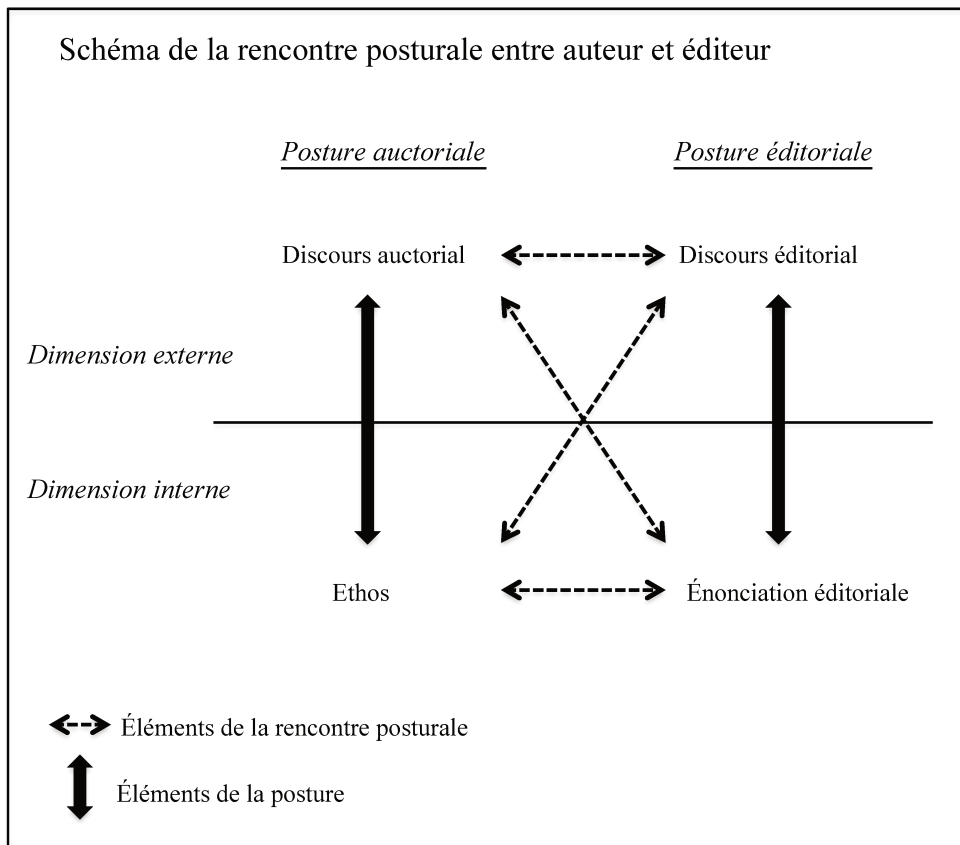 Schéma de la rencontre posturale entre auteur et éditeur
Posture auctoriale
Posture éditoriale
Discours auctorial
Discours éditorial
Dimension externe
Dimension interne
Ethos
Énonciation éditoriale
Éléments de la rencontre posturale
Éléments de la posture